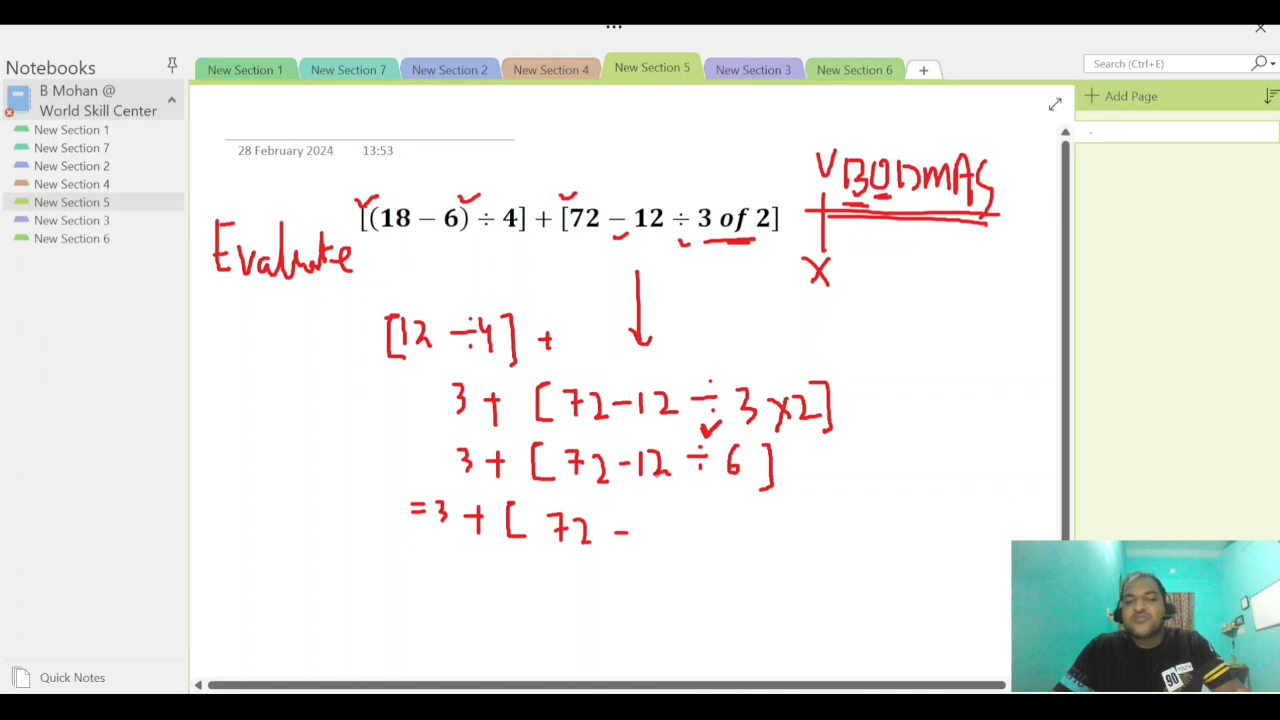 Notebooks
B Mohan @
World Skill Center
New Section 1
New Section 7
New Section 2
New Section 4
New Section 5
New Section 3
New Section 6
Quick Notes
New Section 1
New Section 7
New Section 2
New Section 4
New Section 5
New Section 3
New Section 6
+
Search (Ctrl+E)
+ Add Page
28 February 2024 13:53
VBODMAS
X
Evaluate
[(18 − 6) ÷ 4] + [72 − 12 ÷ 3 of 2]
[12 ÷4] +
3 + [72-12 ÷ 3 x2]
3 + [72-12 ÷ 6]
= 3 + [ 72 -
90